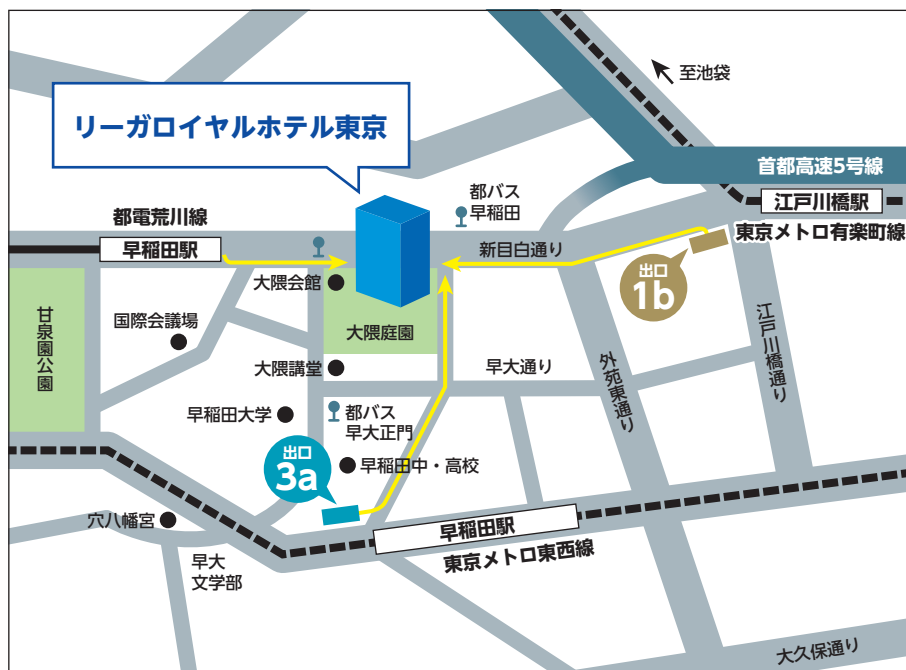 至池袋
リーガロイヤルホテル東京
首都高速5号線
都バス
早稲田
江戸川橋駅
都電荒川線
東京メトロ有楽町線
早稲田駅
新目白通り
出口
1b
大隈会館
甘泉園公園
国際会議場
大隈庭園
江戸川橋通り
大隈講堂
早大通り
外苑東通り
早稲田大学
都バス
早大正門
出口
3a
早稲田中・高校
穴八幡宮
早稲田駅
東京メトロ東西線
早大
文学部
大久保通り